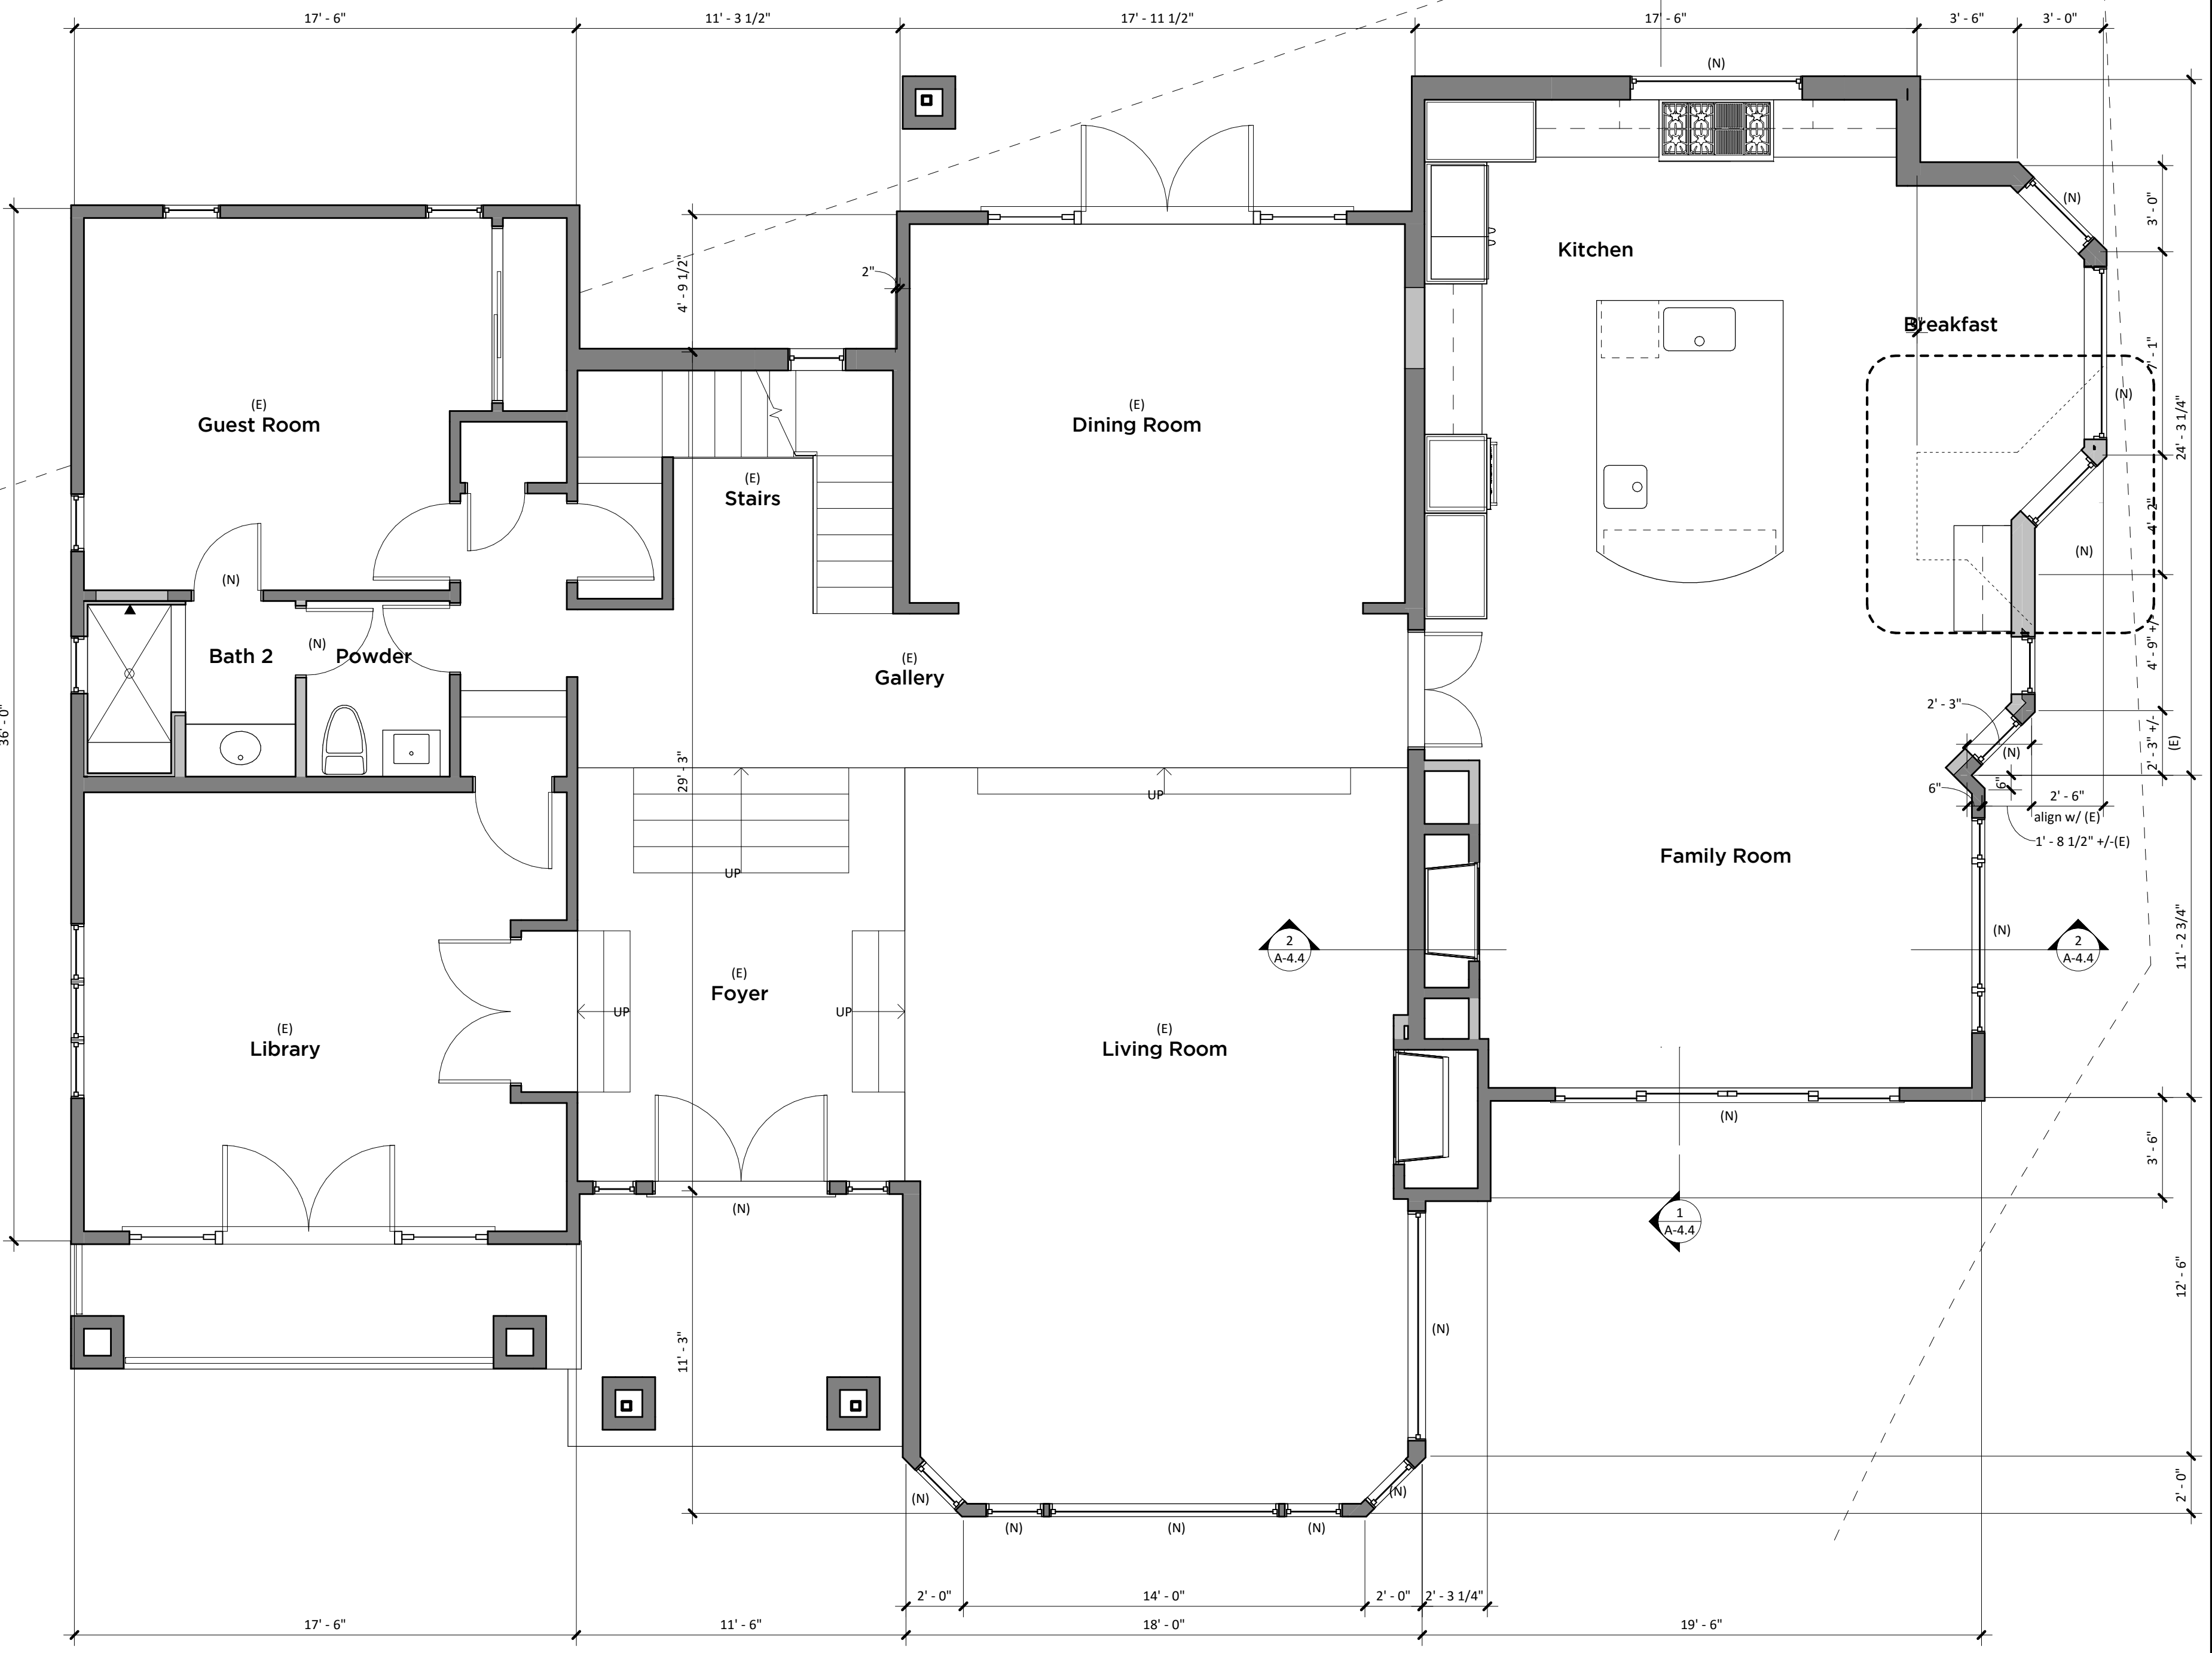 17' - 6"
11' - 3 1/2"
17' - 11 1/2"
17' - 6"
3' - 6"
3' - 0"
(N)
(N)
3' - 0"
Kitchen
4' - 9 1/2"
2"
Breakfast
7' - 1"
(N)
24' - 3 1/4"
(E)
Guest Room
(E)
Dining Room
(E)
Stairs
4' - 2"
(N)
(N)
(N)
Bath 2
Powder
(E)
Gallery
4' - 9" +/-
36' - 0"
2' - 3"
(N)
2' - 3" +/-
(E)
29' - 3"
UP
6"
6"
2' - 6"
align w/ (E)
1' - 8 1/2" +/-(E)
Family Room
UP
2
A-4.4
2
A-4.4
(N)
11' - 2 3/4"
(E)
Foyer
UP
UP
(E)
Library
(E)
Living Room
(N)
3' - 6"
(N)
1
A-4.4
12' - 6"
11' - 3"
(N)
(N)
(N)
2' - 0"
(N)
(N)
(N)
2' - 0"
14' - 0"
2' - 0"
2' - 3 1/4"
17' - 6"
11' - 6"
18' - 0"
19' - 6"